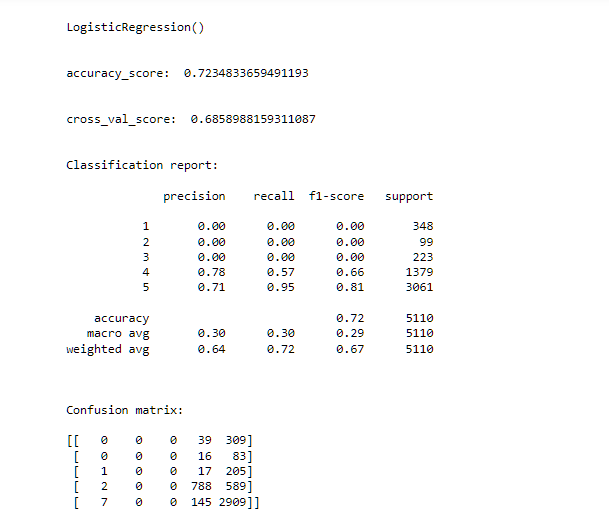 LogisticRegression()
accuracy_score:  0.7234833659491193
cross_val_score:  0.6858988159311087
Classification report:
precision    recall  f1-score   support
1       0.00      0.00      0.00       348
2       0.00      0.00      0.00        99
3       0.00      0.00      0.00       223
4       0.78      0.57      0.66      1379
5       0.71      0.95      0.81      3061
accuracy                           0.72      5110
macro avg       0.30      0.30      0.29      5110
weighted avg       0.64      0.72      0.67      5110
Confusion matrix:
[[   0    0    0   39  309]
[   0    0    0   16   83]
[   1    0    0   17  205]
[   2    0    0  788  589]
[   7    0    0  145 2909]]